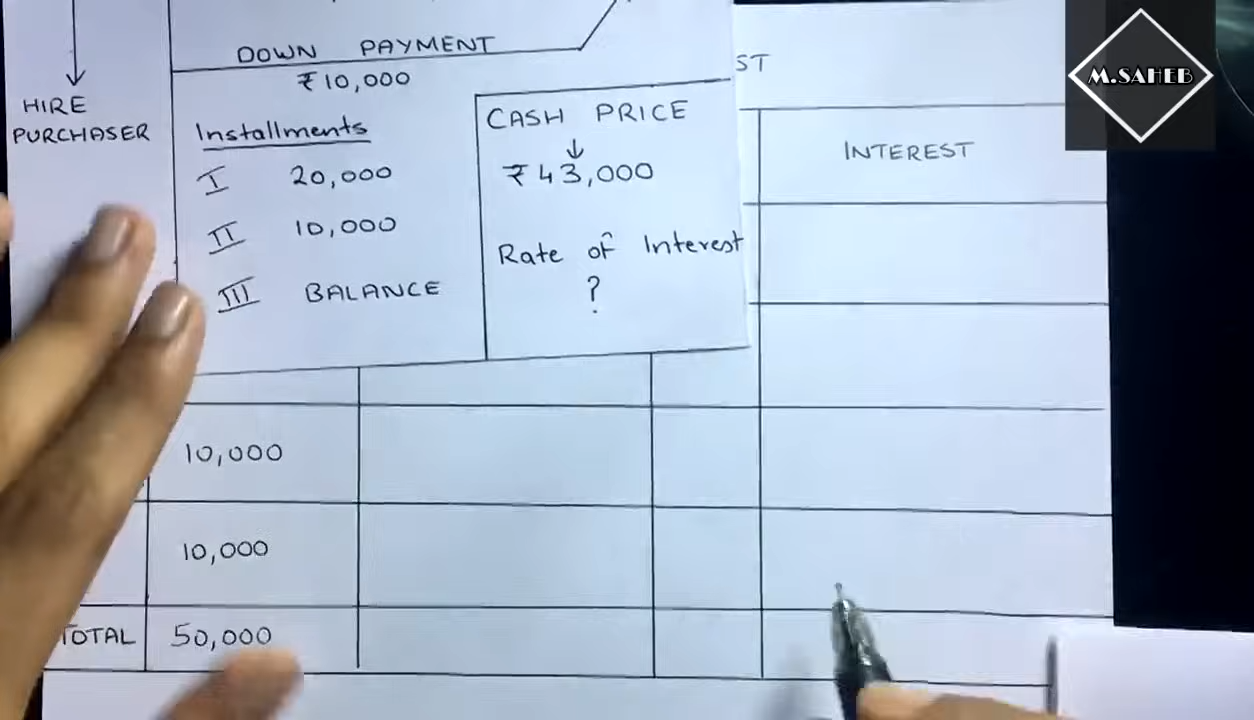 M.SAHEB
DOWN PAYMENT
₹10,000
HIRE
PURCHASER
Installments
I 20,000
II 10,000
III BALANCE
CASH PRICE
↓
₹43,000
Rate of Interest
?
ST
INTEREST
10,000
10,000
TOTAL 50,000